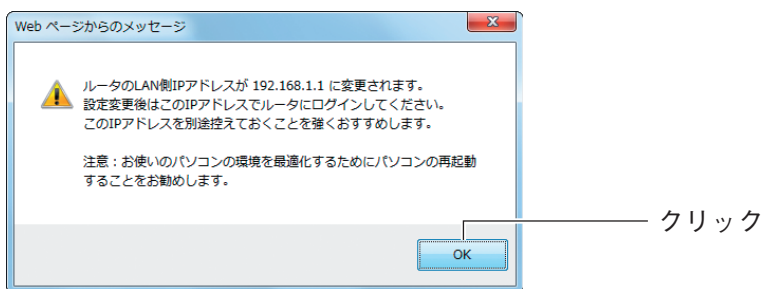 Web ページからのメッセージ
ルータのLAN側IPアドレスが 192.168.1.1 に変更されます。
設定変更後はこのIPアドレスでルータにログインしてください。
このIPアドレスを別途控えておくことを強くおすすめします。
注意：お使いのパソコンの環境を最適化するためにパソコンの再起動
することをお勧めします。
クリック
OK